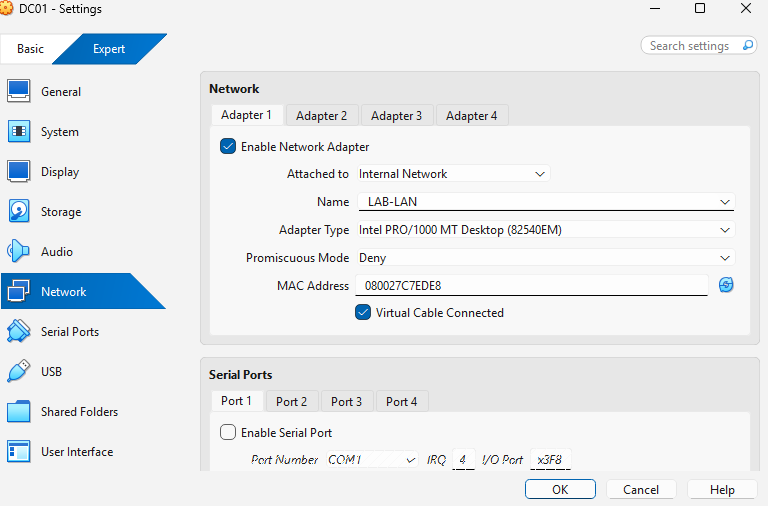 DC01 - Settings
Basic
Expert
Search settings
General
System
Display
Storage
Audio
Network
Serial Ports
USB
Shared Folders
User Interface
Network
Adapter 1 Adapter 2 Adapter 3 Adapter 4
Enable Network Adapter
Attached to Internal Network
Name LAB-LAN
Adapter Type Intel PRO/1000 MT Desktop (82540EM)
Promiscuous Mode Deny
MAC Address 080027C7EDE8
Virtual Cable Connected
Serial Ports
Port 1 Port 2 Port 3 Port 4
Enable Serial Port
Port Number COM1 IRQ 4 I/O Port x3F8
OK Cancel Help